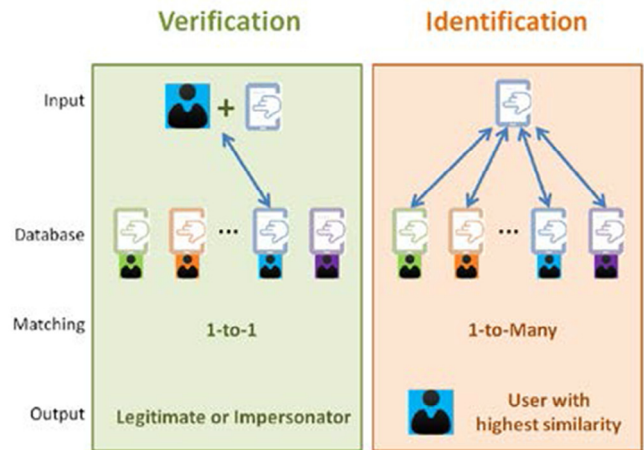 Verification
Identification
Input
+
Database
...
...
Matching
1-to-1
1-to-Many
Output
Legitimate or Impersonator
User with
highest similarity